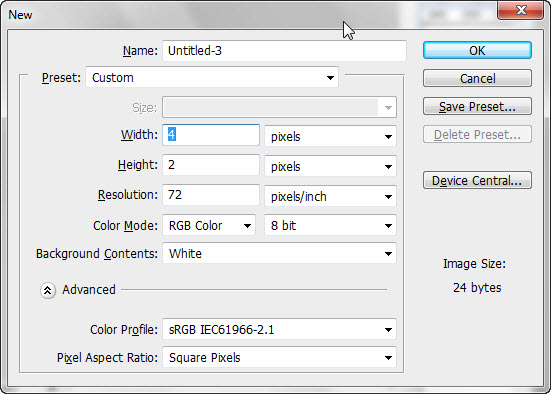 New
Name: Untitled-3
OK
Preset: Custom
Cancel
Size:
Save Preset...
Width: 4 pixels
Delete Preset...
Height: 2 pixels
Device Central...
Resolution: 72 pixels/inch
Color Mode: RGB Color 8 bit
Background Contents: White
Image Size:
24 bytes
Advanced
Color Profile: sRGB IEC61966-2.1
Pixel Aspect Ratio: Square Pixels